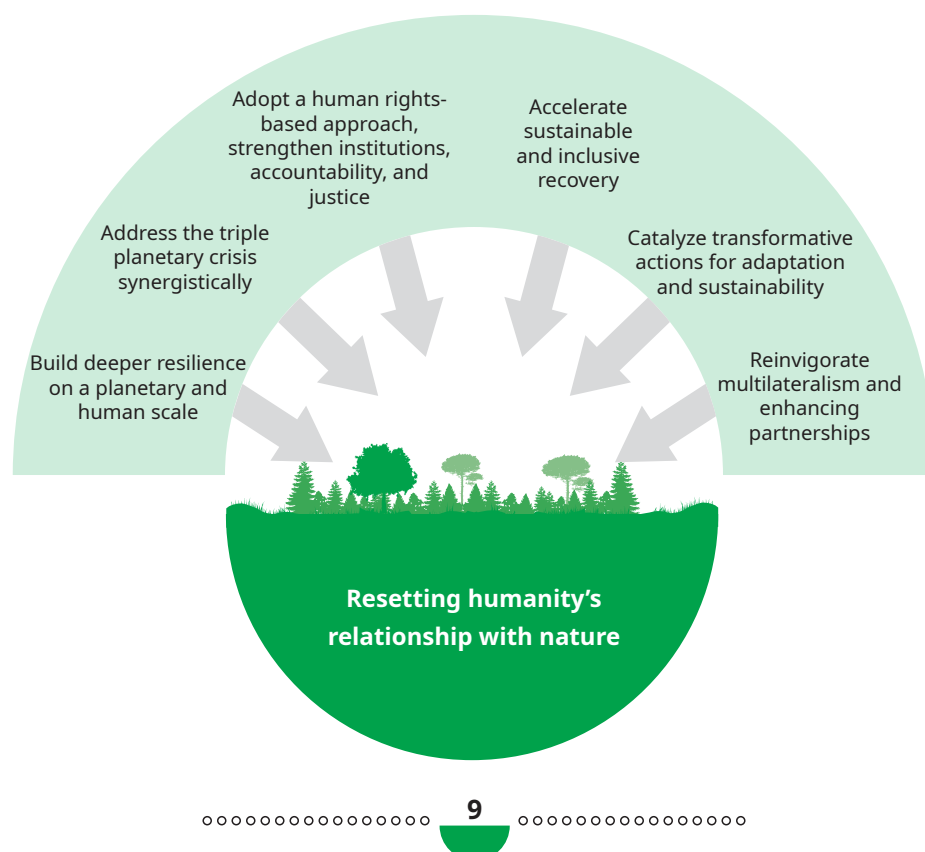 Adopt a human rights-
based approach,
strengthen institutions,
accountability, and
justice
Accelerate
sustainable
and inclusive
recovery
Address the triple
planetary crisis
synergistically
Catalyze transformative
actions for adaptation
and sustainability
Build deeper resilience
on a planetary and
human scale
Reinvigorate
multilateralism and
enhancing
partnerships
Resetting humanity’s
relationship with nature
9